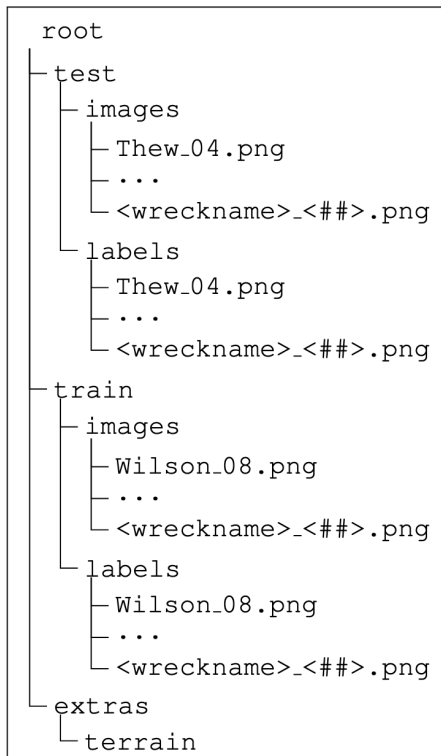 root
test
images
Thew_04.png
...
<wreckname>_<##>.png
labels
Thew_04.png
...
<wreckname>_<##>.png
train
images
Wilson_08.png
...
<wreckname>_<##>.png
labels
Wilson_08.png
...
<wreckname>_<##>.png
extras
terrain